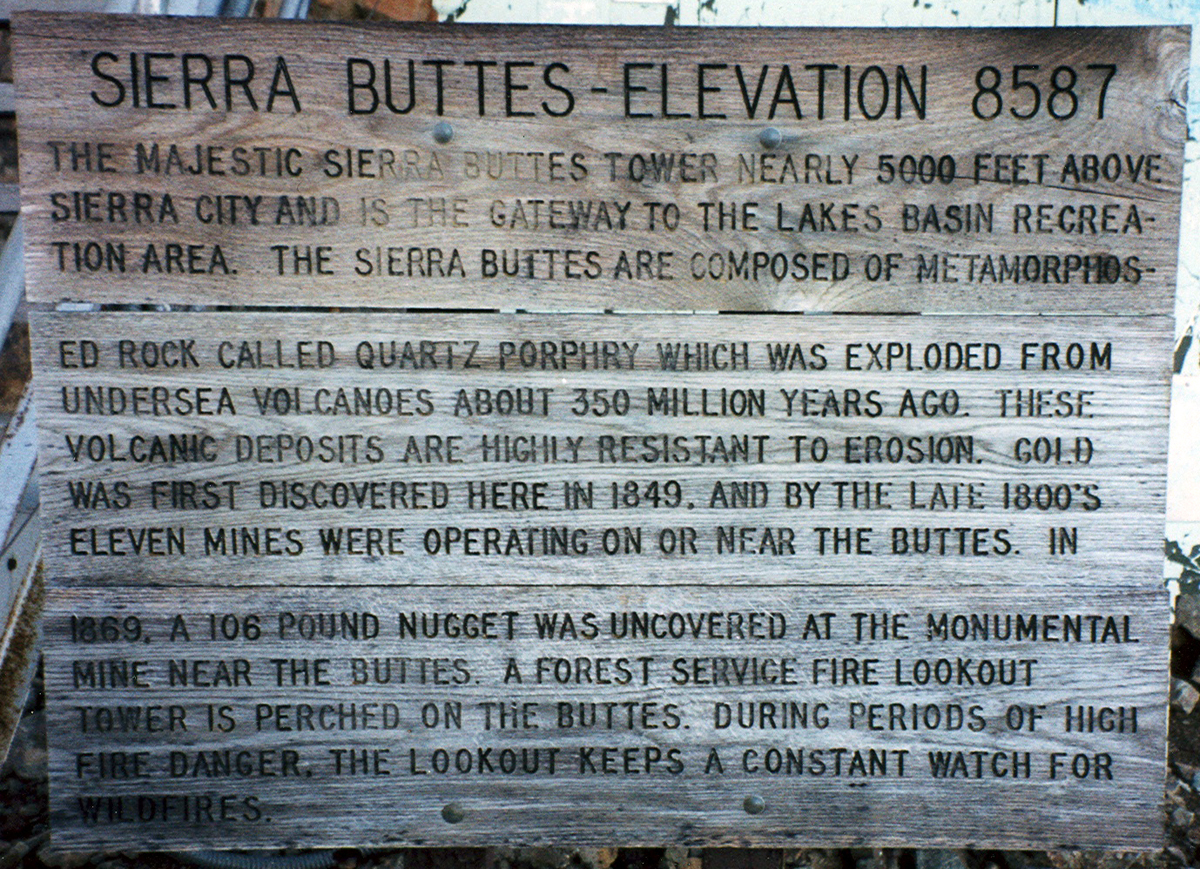 SIERRA BUTTES - ELEVATION 8587
THE MAJESTIC SIERRA BUTTES TOWER NEARLY 5000 FEET ABOVE
SIERRA CITY AND IS THE GATEWAY TO THE LAKES BASIN RECREA-
TION AREA. THE SIERRA BUTTES ARE COMPOSED OF METAMORPHOS-
ED ROCK CALLED QUARTZ PORPHRY WHICH WAS EXPLODED FROM
UNDERSEA VOLCANOES ABOUT 350 MILLION YEARS AGO. THESE
VOLCANIC DEPOSITS ARE HIGHLY RESISTANT TO EROSION. GOLD
WAS FIRST DISCOVERED HERE IN 1849, AND BY THE LATE 1800'S
ELEVEN MINES WERE OPERATING ON OR NEAR THE BUTTES. IN
1869, A 106 POUND NUGGET WAS UNCOVERED AT THE MONUMENTAL
MINE NEAR THE BUTTES. A FOREST SERVICE FIRE LOOKOUT
TOWER IS PERCHED ON THE BUTTES. DURING PERIODS OF HIGH
FIRE DANGER, THE LOOKOUT KEEPS A CONSTANT WATCH FOR
WILDFIRES.